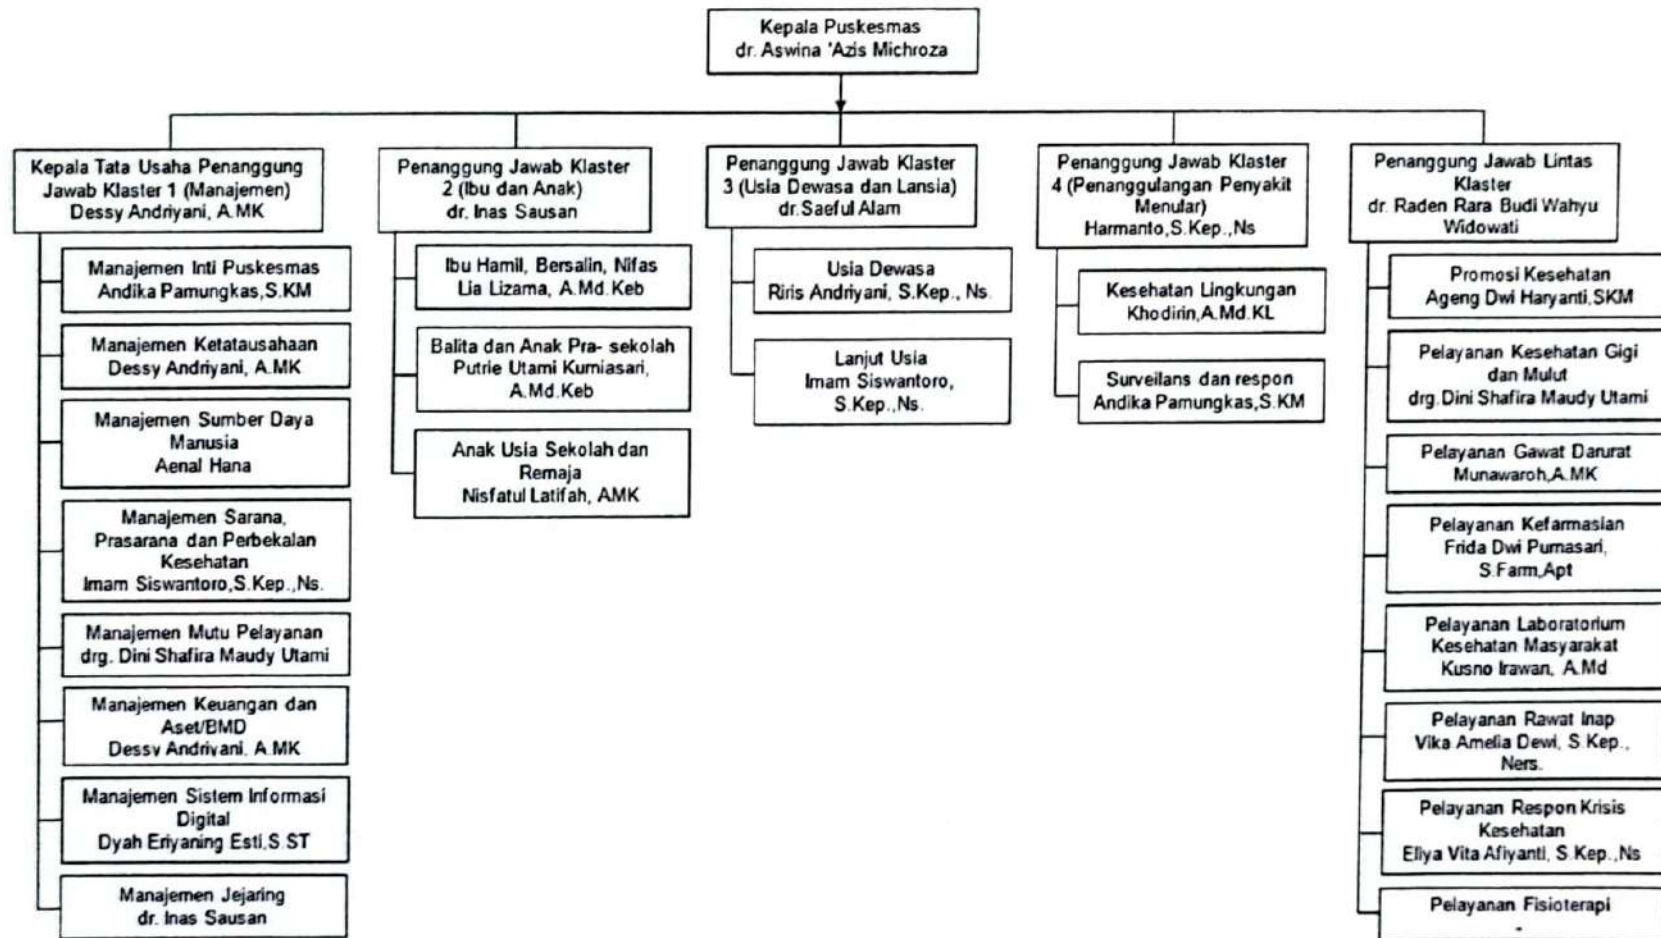 Kepala Puskesmas
dr. Aswina 'Azis Michroza
Kepala Tata Usaha Penanggung
Jawab Klaster 1 (Manajemen)
Dessy Andriyani, A.MK
Manajemen Inti Puskesmas
Andika Pamungkas,S.KM
Manajemen Ketatausahaan
Dessy Andriyani, A.MK
Manajemen Sumber Daya
Manusia
Aenal Hana
Manajemen Sarana,
Prasarana dan Perbekalan
Kesehatan
Imam Siswantoro,S.Kep.,Ns.
Manajemen Mutu Pelayanan
drg. Dini Shafira Maudy Utami
Manajemen Keuangan dan
Aset/BMD
Dessy Andriyani, A.MK
Manajemen Sistem Informasi
Digital
Dyah Eriyaning Esti,S.ST
Manajemen Jejaring
dr. Inas Sausan
Penanggung Jawab Klaster
2 (Ibu dan Anak)
dr. Inas Sausan
Ibu Hamil, Bersalin, Nifas
Lia Lizama, A.Md.Keb
Balita dan Anak Pra- sekolah
Putrie Utami Kurniasari,
A.Md.Keb
Anak Usia Sekolah dan
Remaja
Nisfatul Latifah, AMK
Penanggung Jawab Klaster
3 (Usia Dewasa dan Lansia)
dr.Saeful Alam
Usia Dewasa
Riris Andriyani, S.Kep., Ns.
Lanjut Usia
Imam Siswantoro,
S.Kep.,Ns.
Penanggung Jawab Klaster
4 (Penanggulangan Penyakit
Menular)
Harmanto,S.Kep.,Ns
Kesehatan Lingkungan
Khodirin,A.Md.KL
Surveilans dan respon
Andika Pamungkas,S.KM
Penanggung Jawab Lintas
Klaster
dr. Raden Rara Budi Wahyu
Widowati
Promosi Kesehatan
Ageng Dwi Haryanti,SKM
Pelayanan Kesehatan Gigi
dan Mulut
drg.Dini Shafira Maudy Utami
Pelayanan Gawat Darurat
Munawaroh,A.MK
Pelayanan Kefarmasian
Frida Dwi Purnasari,
S.Farm,Apt
Pelayanan Laboratorium
Kesehatan Masyarakat
Kusno Irawan, A.Md
Pelayanan Rawat Inap
Vika Amelia Dewi, S.Kep.,
Ners.
Pelayanan Respon Krisis
Kesehatan
Eliya Vita Afiyanti, S.Kep.,Ns
Pelayanan Fisioterapi
-